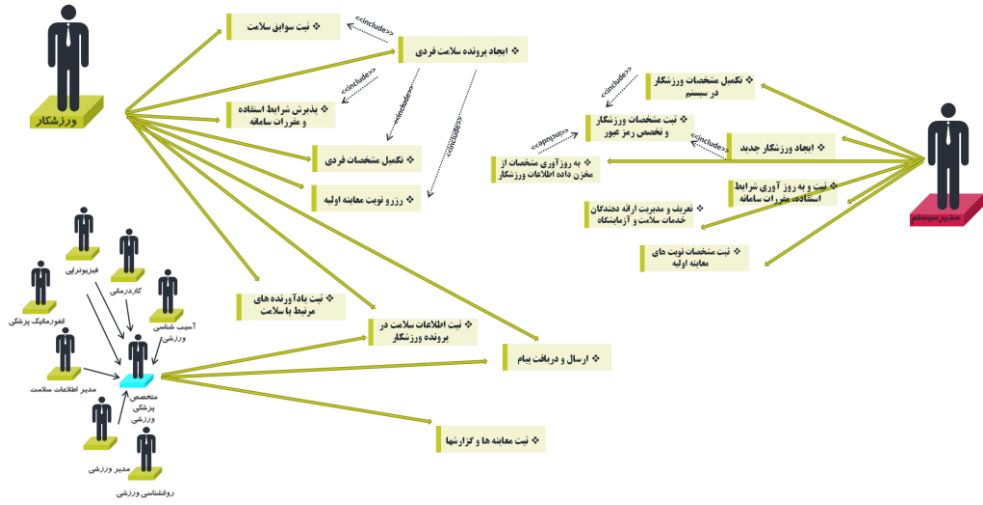 ورزشکار
ثبت سوابق سلامت
<<include>>
ایجاد پرونده سلامت فردی
<<include>>
<<include>>
<<include>>
پذیرش شرایط استفاده
و مقررات سامانه
تکمیل مشخصات فردی
رزرو نوبت معاینه اولیه
ثبت یادآورنده های
مرتبط با سلامت
ثبت اطلاعات سلامت در
پرونده ورزشکار
ارسال و دریافت پیام
ثبت معاینه ها و گزارشها
تکمیل مشخصات ورزشکار
در سیستم
<<include>>
ثبت مشخصات ورزشکار
و تخصص رمز عبور
<<include>>
<<include>>
ایجاد ورزشکار جدید
به روزآوری مشخصات از
مخزن داده اطلاعات ورزشکار
ثبت و به روز آوری شرایط
استفاده، مقررات سامانه
تعریف و مدیریت ارائه دهندگان
خدمات سلامت و آزمایشگاه
ثبت مشخصات نوبت های
معاینه اولیه
مدیرسیستم
فیزیوتراپی
کاردرمانی
انفورماتیک پزشکی
آسیب شناسی
ورزشی
مدیر اطلاعات سلامت
متخصص
پزشکی
ورزشی
مدیر ورزشی
روانشناسی ورزشی